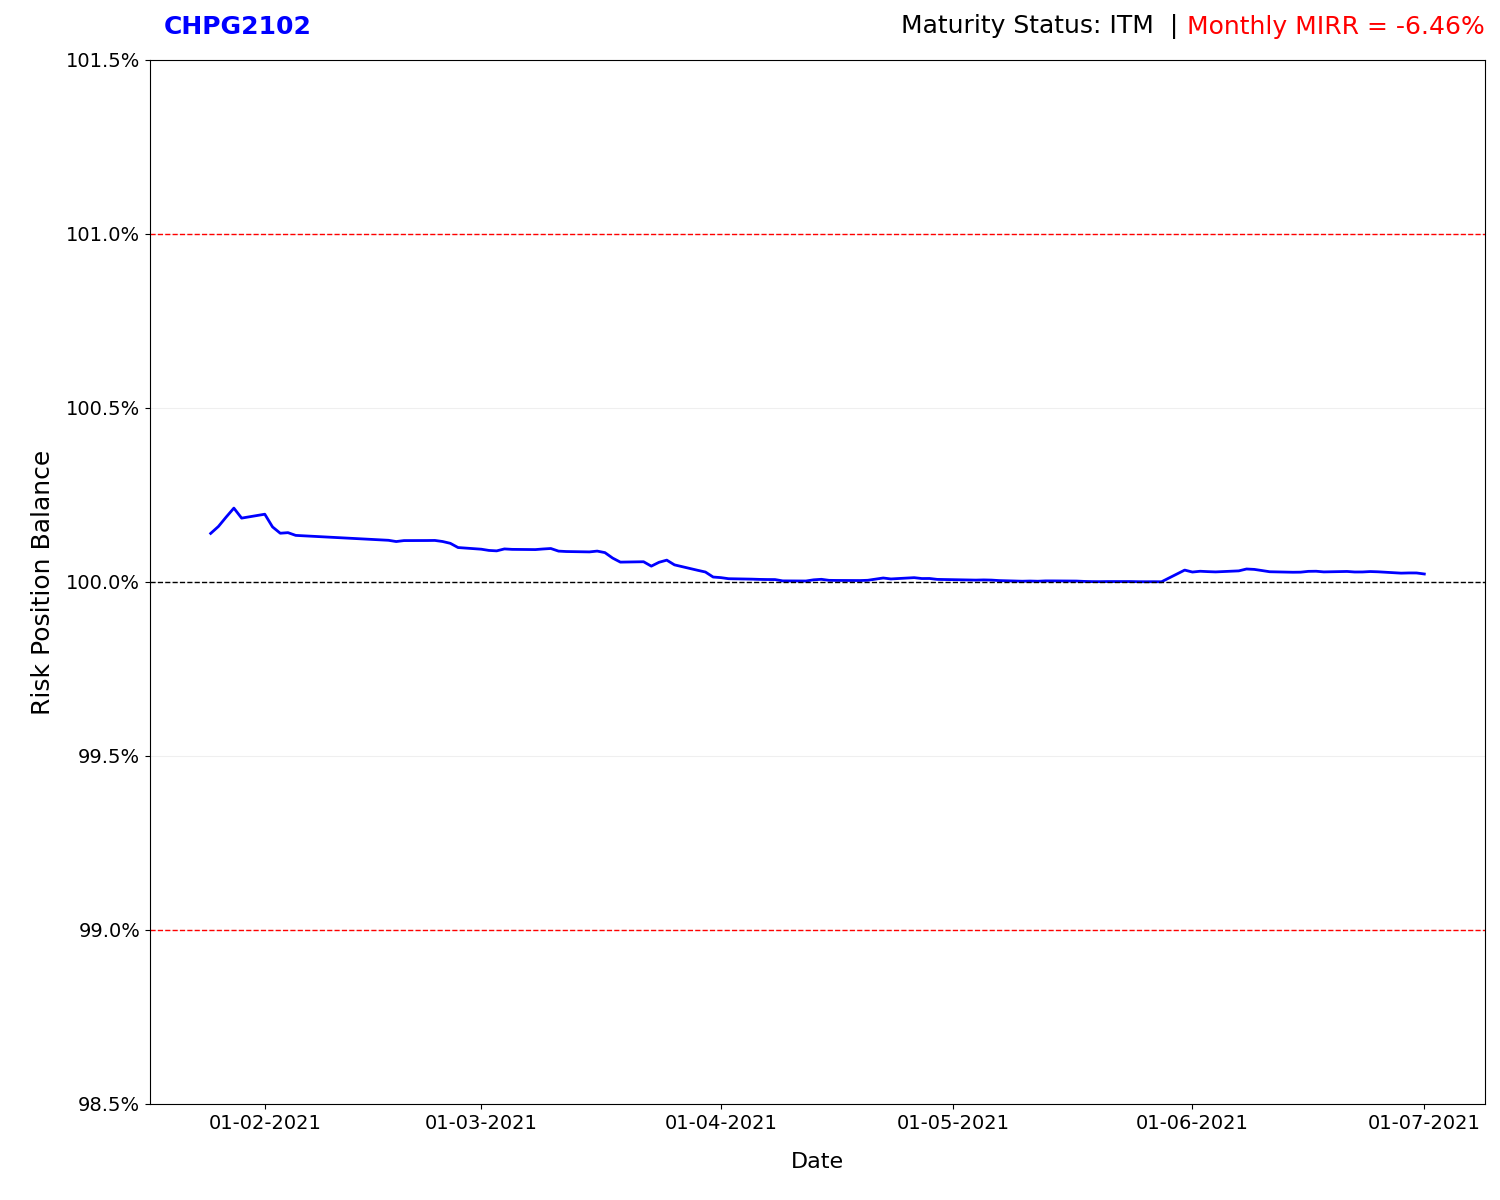 CHPG2102
Maturity Status: ITM | Monthly MIRR = -6.46%
101.5%
101.0%
100.5%
100.0%
99.5%
99.0%
98.5%
Risk Position Balance
01-02-2021 01-03-2021 01-04-2021 01-05-2021 01-06-2021 01-07-2021
Date